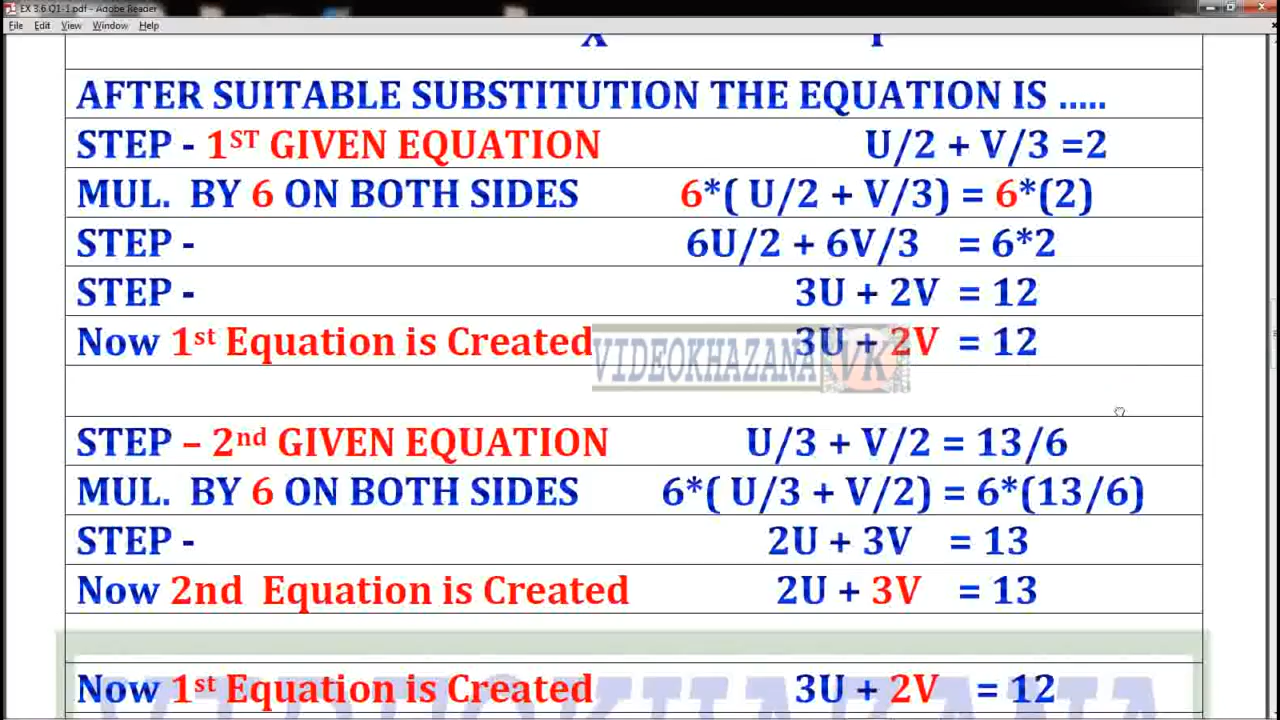 EX 3.6 Q1-1.pdf - Adobe Reader
File Edit View Window Help
AFTER SUITABLE SUBSTITUTION THE EQUATION IS .....
STEP - 1ST GIVEN EQUATION U/2 + V/3 =2
MUL. BY 6 ON BOTH SIDES 6*( U/2 + V/3) = 6*(2)
STEP - 6U/2 + 6V/3 = 6*2
STEP - 3U + 2V = 12
Now 1st Equation is Created 3U + 2V = 12
VIDEOKHAZANA VK
STEP – 2nd GIVEN EQUATION U/3 + V/2 = 13/6
MUL. BY 6 ON BOTH SIDES 6*( U/3 + V/2) = 6*(13/6)
STEP - 2U + 3V = 13
Now 2nd Equation is Created 2U + 3V = 13
Now 1st Equation is Created 3U + 2V = 12